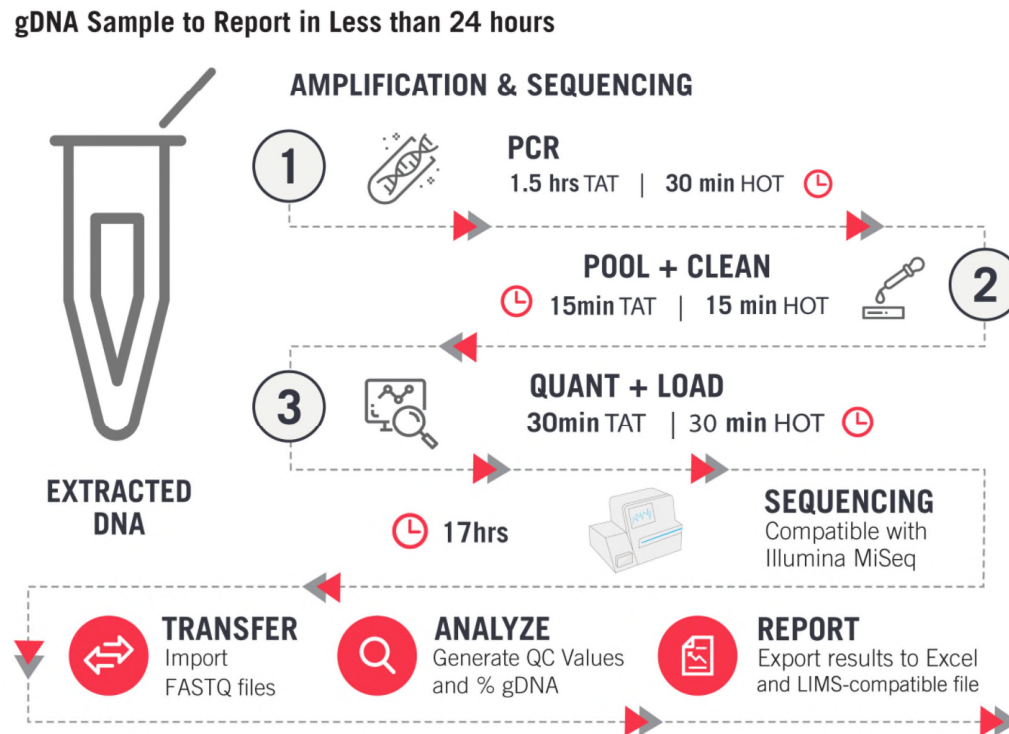 gDNA Sample to Report in Less than 24 hours
AMPLIFICATION & SEQUENCING
1
PCR
1.5 hrs TAT | 30 min HOT
POOL + CLEAN
15min TAT | 15 min HOT
2
3
QUANT + LOAD
30min TAT | 30 min HOT
EXTRACTED
DNA
17hrs
SEQUENCING
Compatible with
Illumina MiSeq
TRANSFER
Import
FASTQ files
ANALYZE
Generate QC Values
and % gDNA
REPORT
Export results to Excel
and LIMS-compatible file